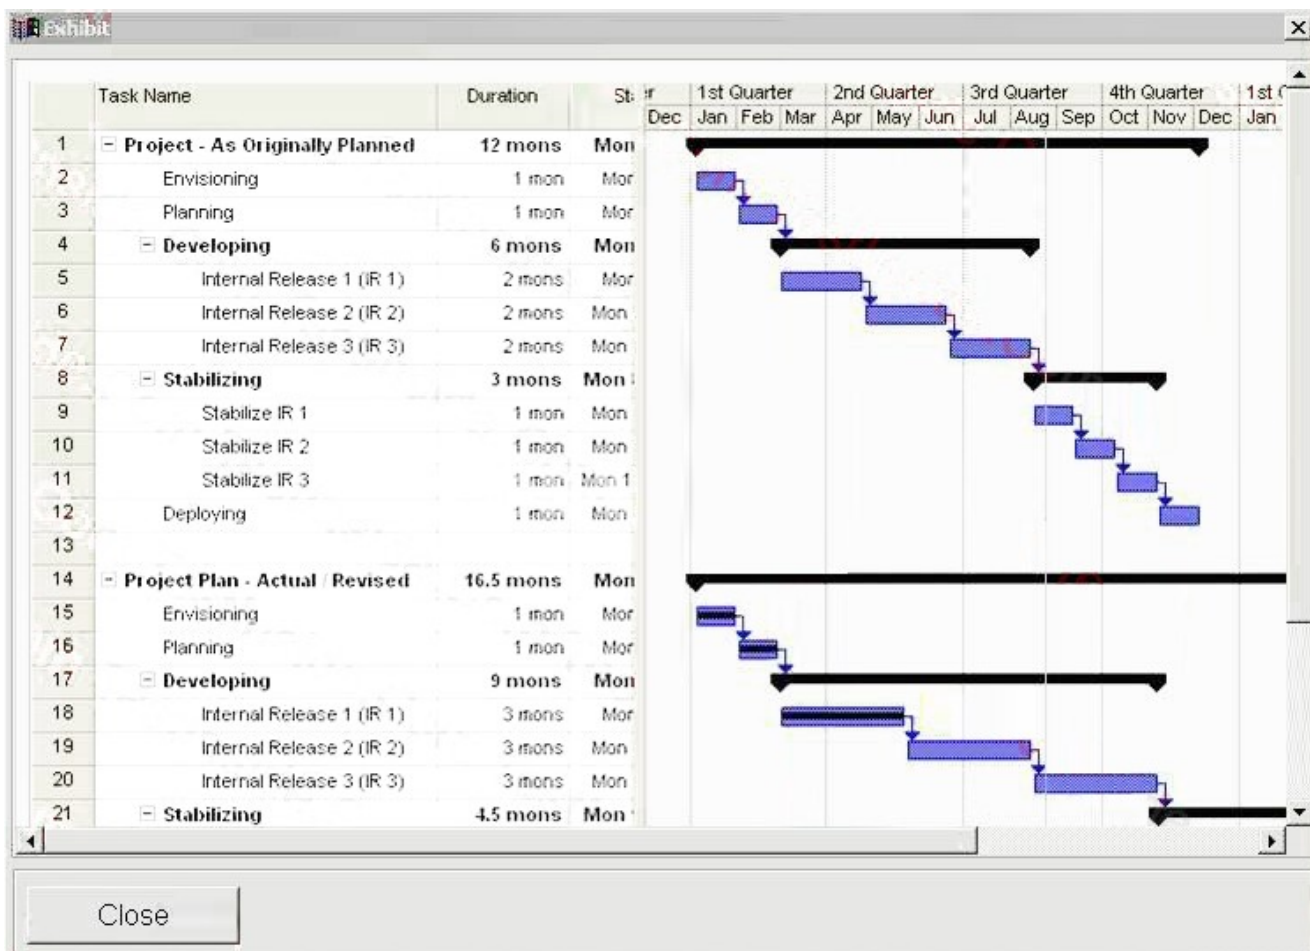 Exhibit
Task Name Duration 1st Quarter 2nd Quarter 3rd Quarter 4th Quarter
Dec Jan Feb Mar Apr May Jun Jul Aug Sep Oct Nov Dec Jan
1 Project - As Originally Planned 12 mons Mon
2 Envisioning 1 mon
3 Planning 1 mon
4 Developing 6 mons Mon
5 Internal Release 1 (IR 1) 2 mons
6 Internal Release 2 (IR 2) 2 mons Mon
7 Internal Release 3 (IR 3) 2 mons Mon
8 Stabilizing 3 mons Mon
9 Stabilize IR 1 1 mon Mon
10 Stabilize IR 2 1 mon Mon
11 Stabilize IR 3 1 mon Mon 1
12 Deploying 1 mon Mon
13
14 Project Plan - Actual / Revised 16.5 mons Mon
15 Envisioning 1 mon
16 Planning 1 mon
17 Developing 9 mons Mon
18 Internal Release 1 (IR 1) 3 mons
19 Internal Release 2 (IR 2) 3 mons Mon
20 Internal Release 3 (IR 3) 3 mons Mon
21 Stabilizing 4.5 mons Mon
Close